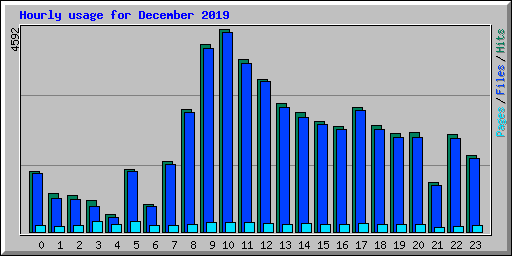 Hourly usage for December 2019
4592
Pages/Files/Hits
0 1 2 3 4 5 6 7 8 9 10 11 12 13 14 15 16 17 18 19 20 21 22 23